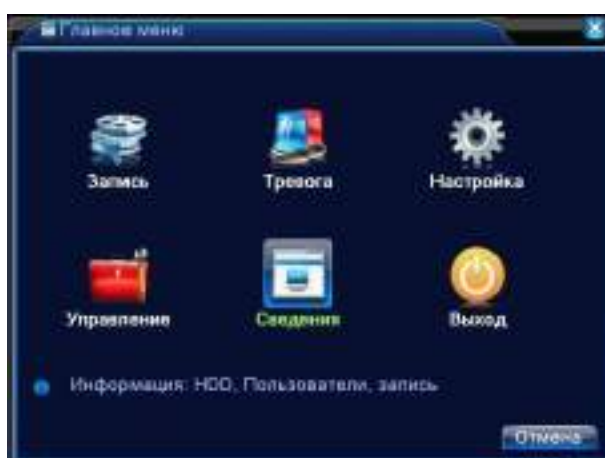 Главное меню
Запись Тревога Настройка
Управление Сведения Выход
Информация: HDD, Пользователи, запись
Отмена